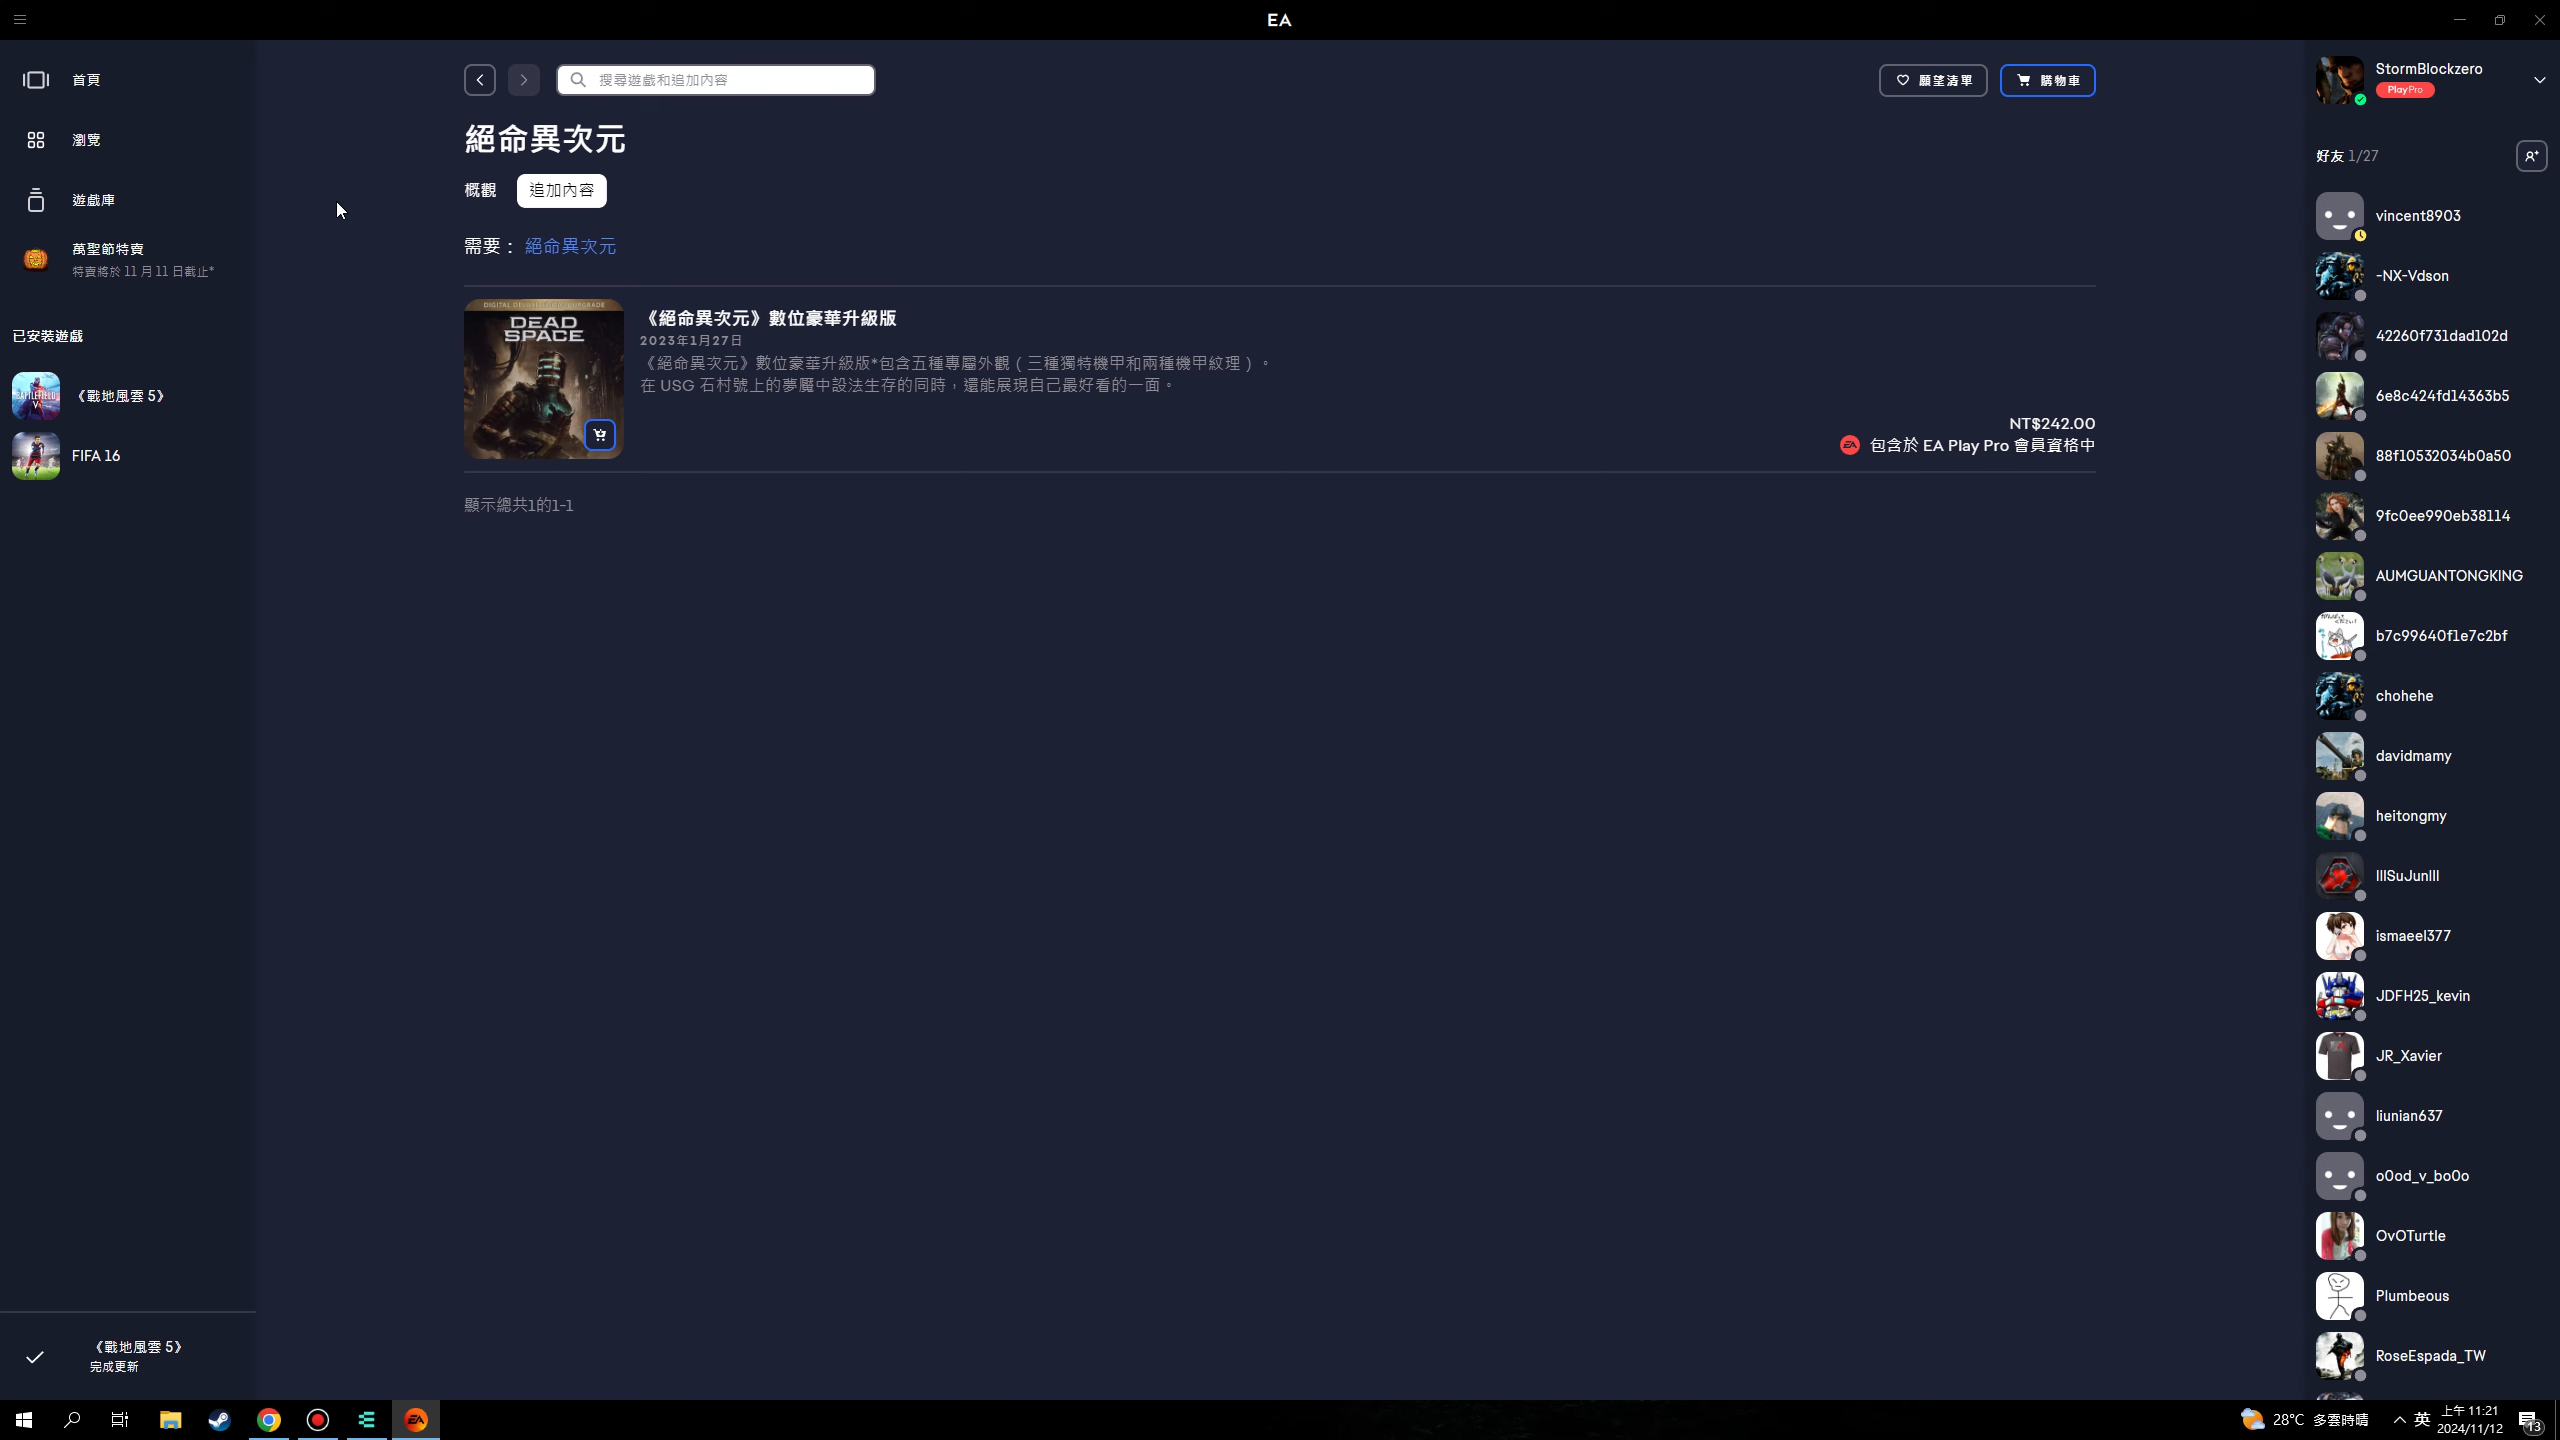 EA
首頁
瀏覽
遊戲庫
萬聖節特賣
特賣將於 11 月 11 日截止*
已安裝遊戲
BATTLEFIELD V
《戰地風雲 5》
FIFA 16
《戰地風雲 5》
完成更新
搜尋遊戲和追加內容
願望清單
購物車
絕命異次元
概觀
追加內容
需要： 絕命異次元
DEAD
SPACE
《絕命異次元》數位豪華升級版
2023年1月27日
《絕命異次元》數位豪華升級版*包含五種專屬外觀（三種獨特機甲和兩種機甲紋理）。
在 USG 石村號上的夢魘中設法生存的同時，還能展現自己最好看的一面。
NT$242.00
EA 包含於 EA Play Pro 會員資格中
顯示總共1的1-1
StormBlockzero
Play Pro
好友 1/27
vincent8903
-NX-Vdson
42260f731dad102d
6e8c424fd14363b5
88f10532034b0a50
9fc0ee990eb38114
AUMGUANTONGKING
b7c99640f1e7c2bf
chohehe
davidmamy
heitongmy
lllSuJunlll
ismaeel377
JDFH25_kevin
JR_Xavier
liunian637
o0od_v_bo0o
OvOTurtle
Plumbeous
RoseEspada_TW
28°C 多雲時晴
英
上午 11:21
2024/11/12
13